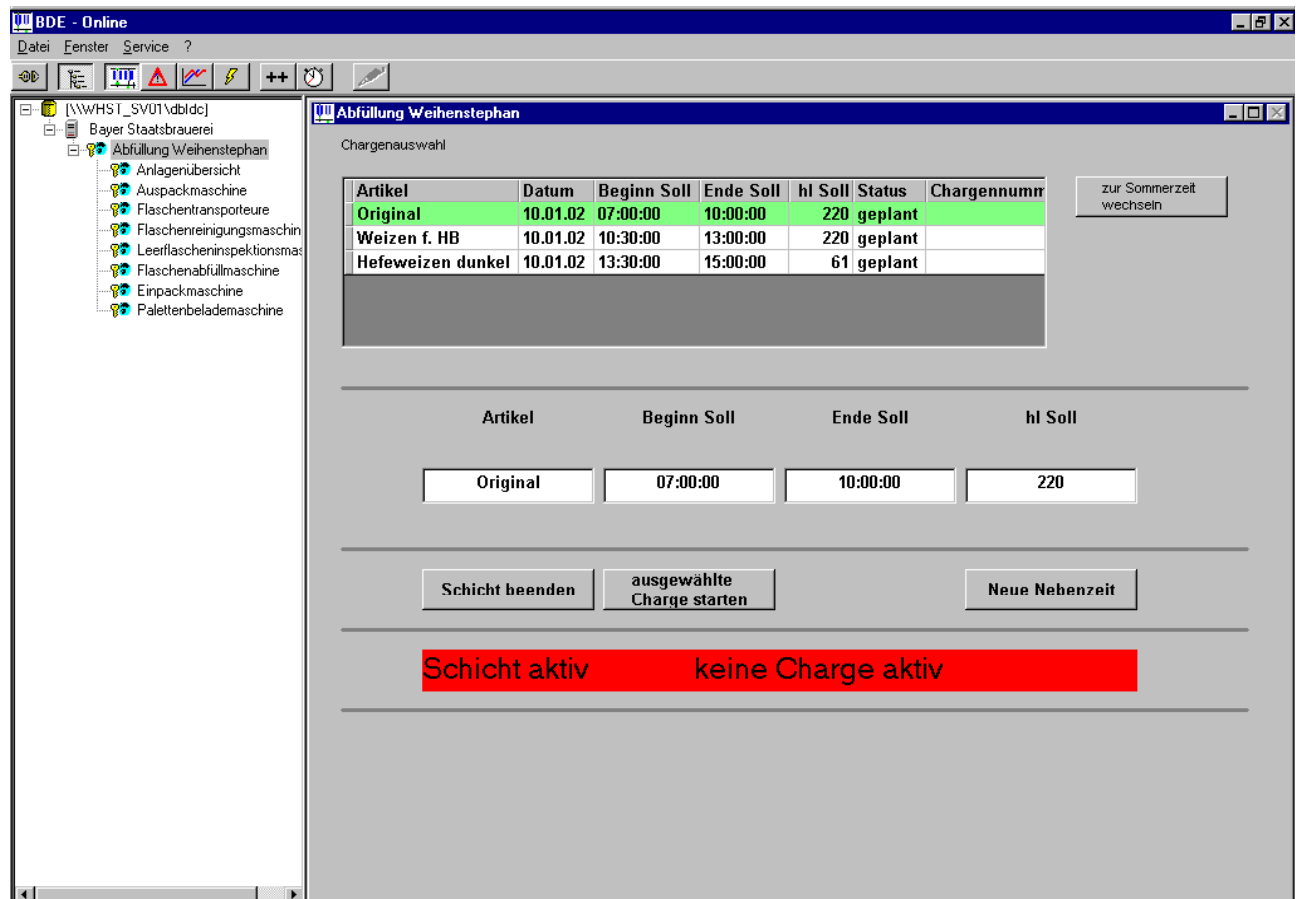 BDE - Online
Datei Fenster Service ?
++
[\\WHST_SV01\dbldc]
Bayer Staatsbrauerei
Abfüllung Weihenstephan
Anlagenübersicht
Auspackmaschine
Flaschentransporteure
Flaschenreinigungsmaschin
Leerflascheninspektionsmas
Flaschenabfüllmaschine
Einpackmaschine
Palettenbelademaschine
Abfüllung Weihenstephan
Chargenauswahl
Artikel Datum Beginn Soll Ende Soll hl Soll Status Chargennumm
Original 10.01.02 07:00:00 10:00:00 220 geplant
Weizen f. HB 10.01.02 10:30:00 13:00:00 220 geplant
Hefeweizen dunkel 10.01.02 13:30:00 15:00:00 61 geplant
zur Sommerzeit
wechseln
Artikel Beginn Soll Ende Soll hl Soll
Original 07:00:00 10:00:00 220
Schicht beenden
ausgewählte
Charge starten
Neue Nebenzeit
Schicht aktiv keine Charge aktiv